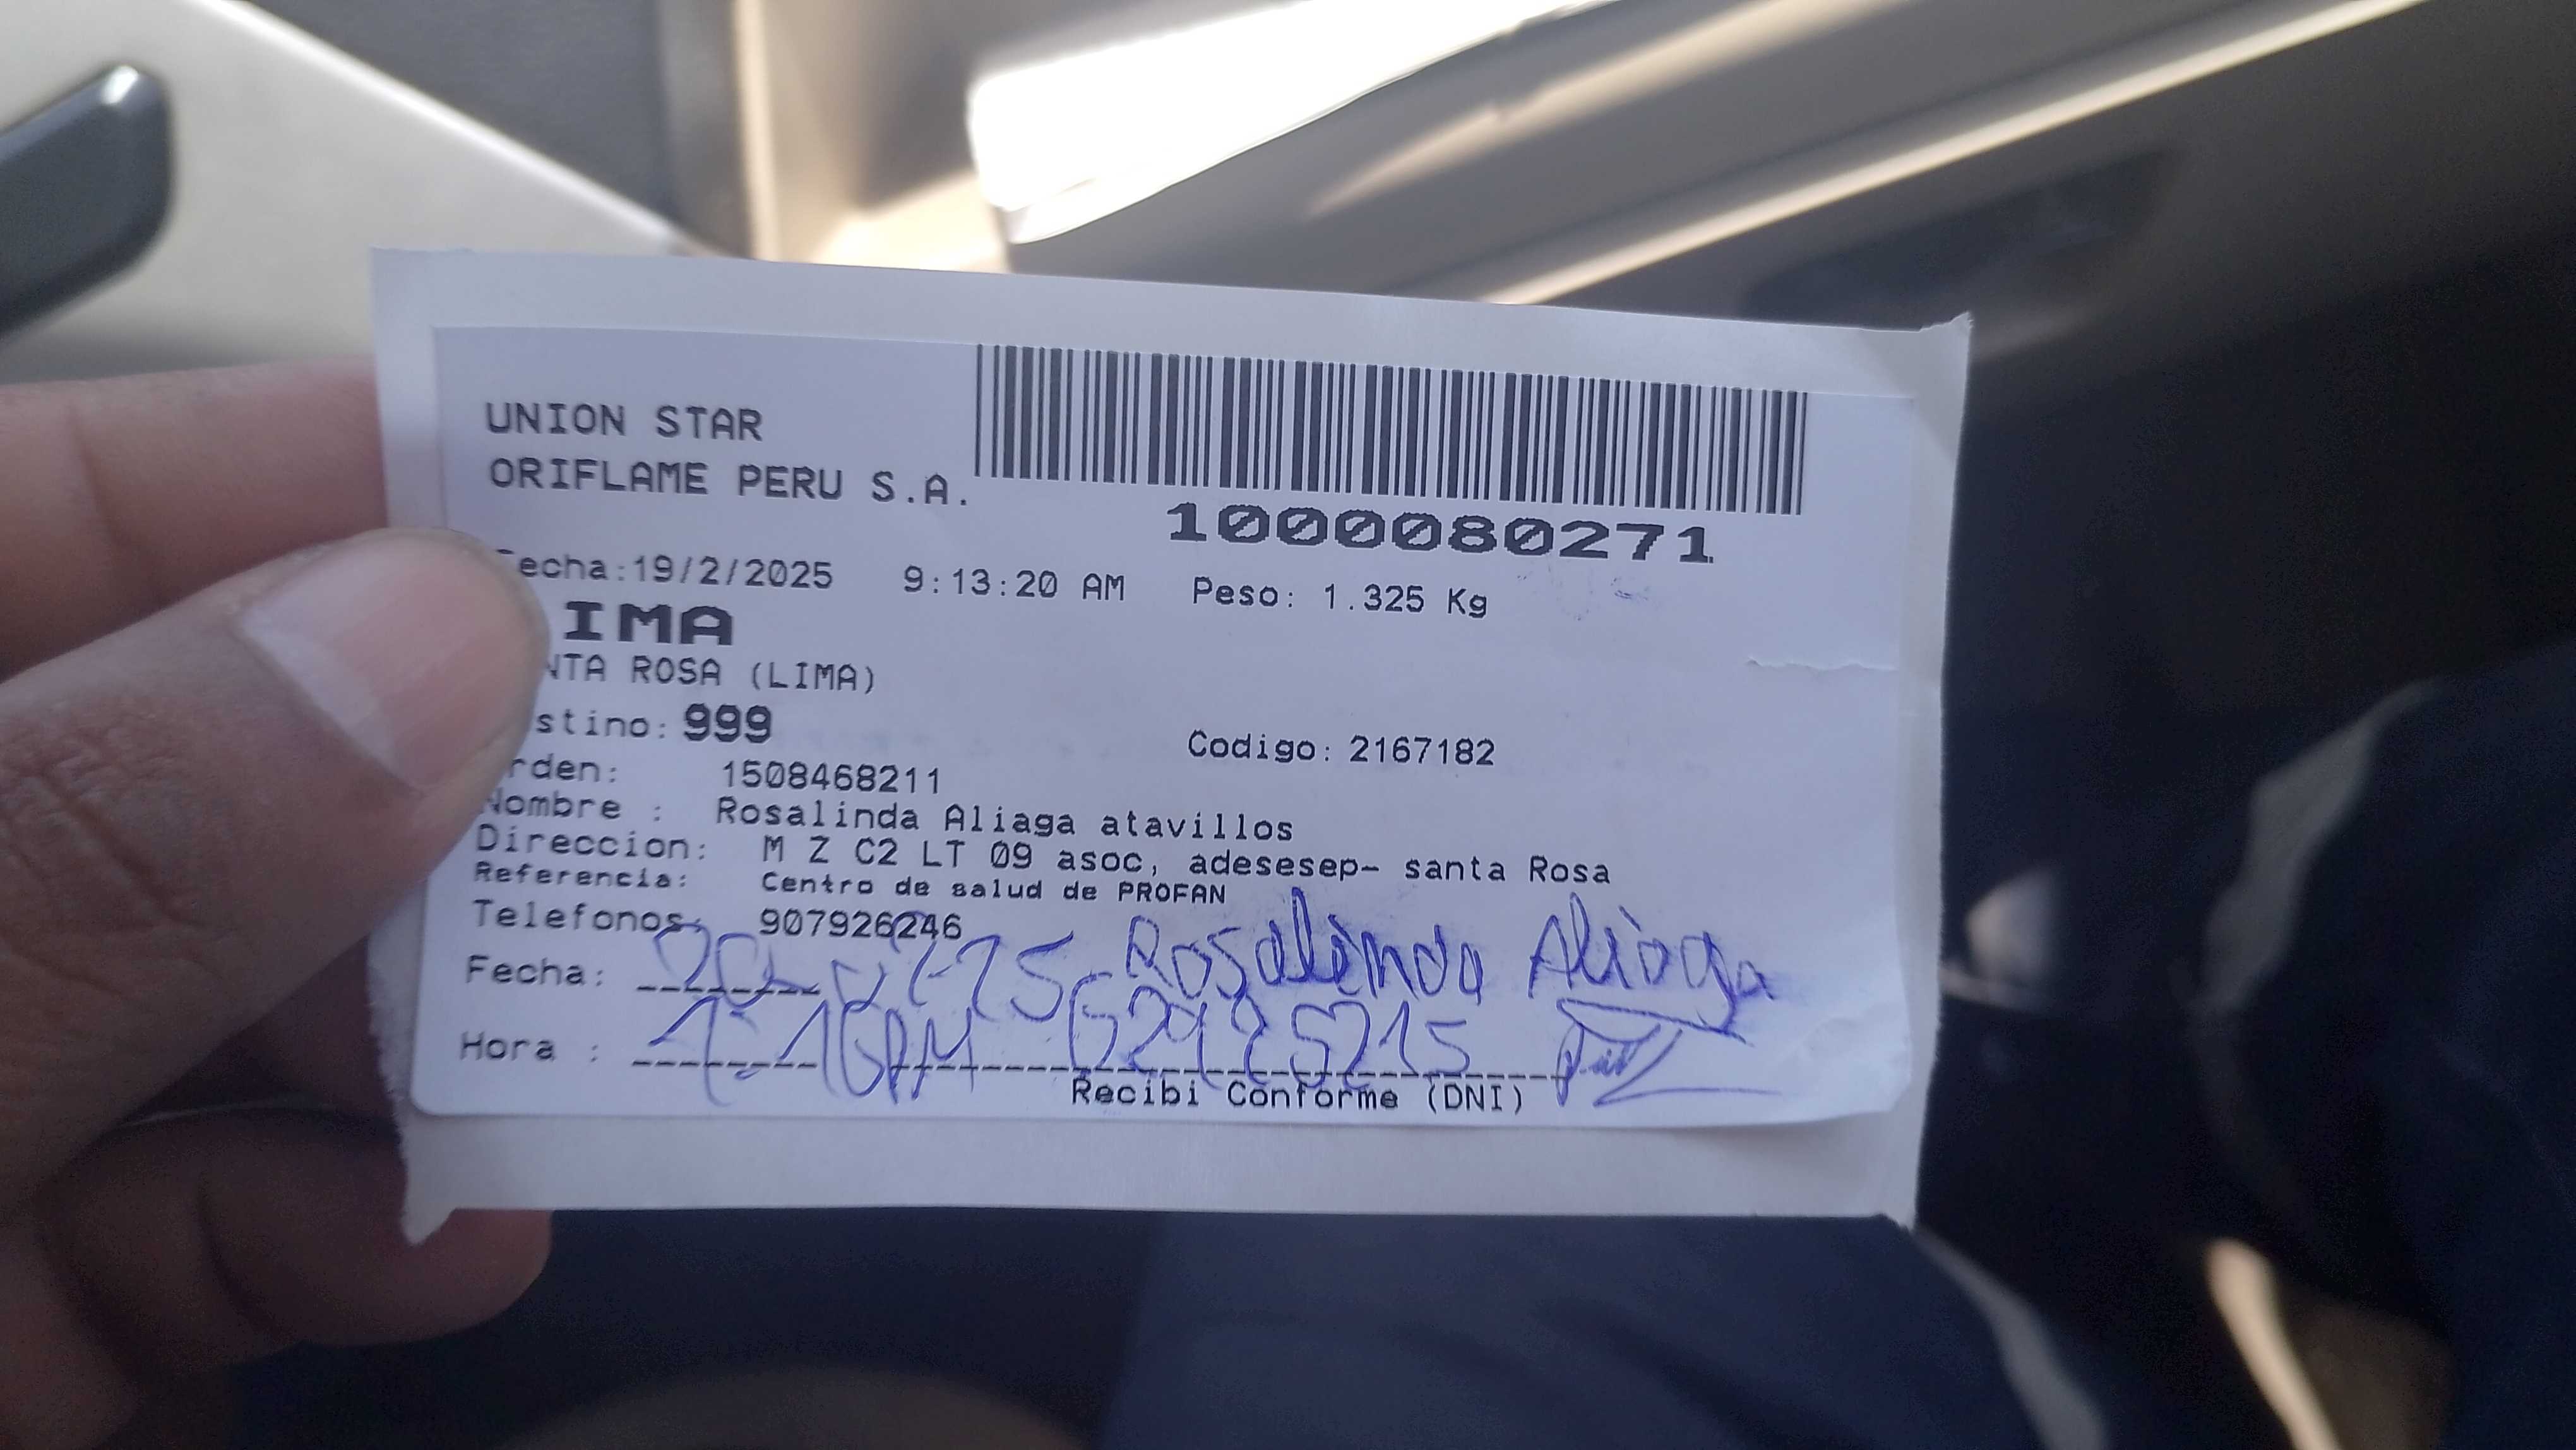 UNION STAR
ORIFLAME PERU S.A.
1000080271
echa:19/2/2025 9:13:20 AM Peso: 1.325 Kg
IMA
NTA ROSA (LIMA)
stino: 999 Codigo: 2167182
rden: 1508468211
Nombre : Rosalinda Aliaga atavillos
Direccion: M Z C2 LT 09 asoc, adesesep- santa Rosa
Referencia: Centro de salud de PROFAN
Telefonos: 907926246
Rosalinda Aliaga
Fecha:
Hora :
Recibi Conforme (DNI)